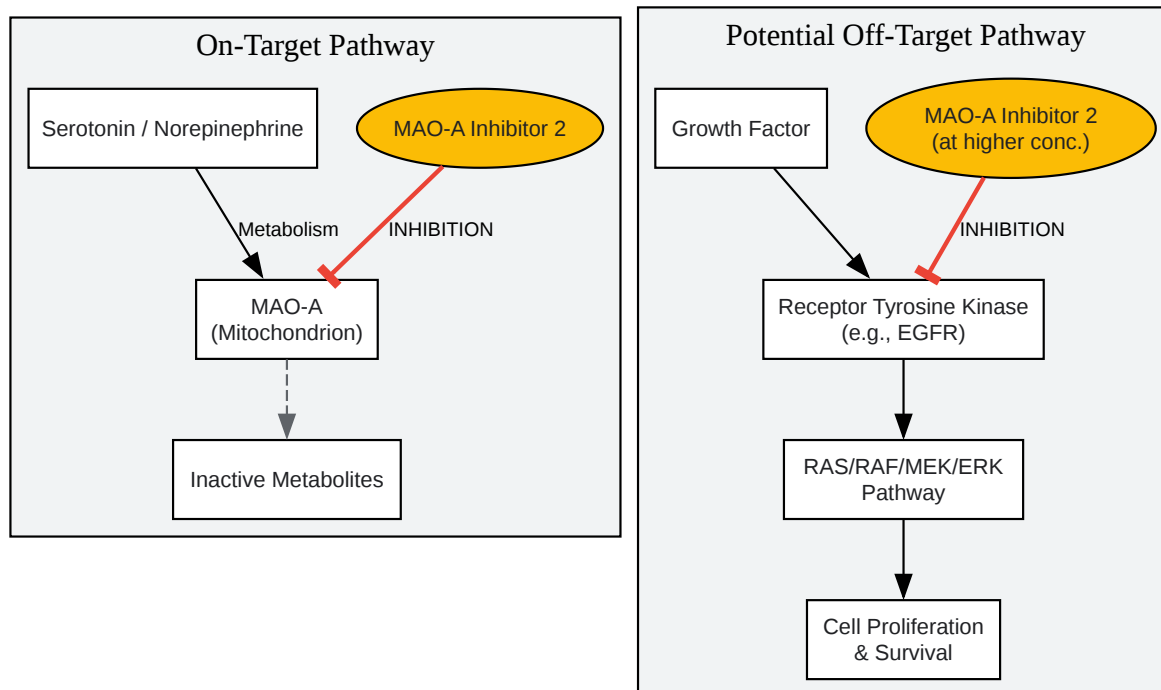 On-Target Pathway
Serotonin / Norepinephrine
MAO-A Inhibitor 2
Metabolism
INHIBITION
MAO-A
(Mitochondrion)
Inactive Metabolites
Potential Off-Target Pathway
Growth Factor
MAO-A Inhibitor 2
(at higher conc.)
INHIBITION
Receptor Tyrosine Kinase
(e.g., EGFR)
RAS/RAF/MEK/ERK
Pathway
Cell Proliferation
& Survival